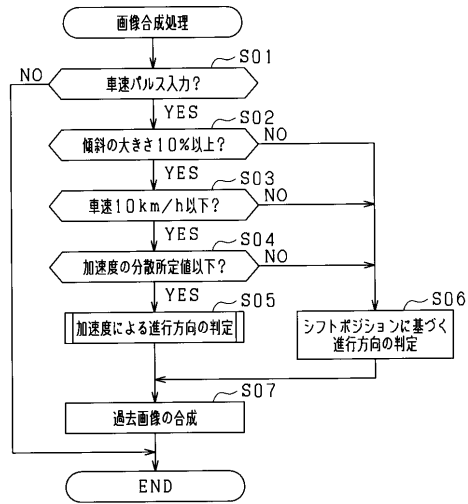 画像合成処理
S01
NO
車速パルス入力?
YES
S02
傾斜の大きさ10%以上?
NO
YES
S03
車速10km/h以下?
NO
YES
S04
加速度の分散所定値以下?
NO
YES
S05
加速度による進行方向の判定
S06
シフトポジションに基づく
進行方向の判定
S07
過去画像の合成
END